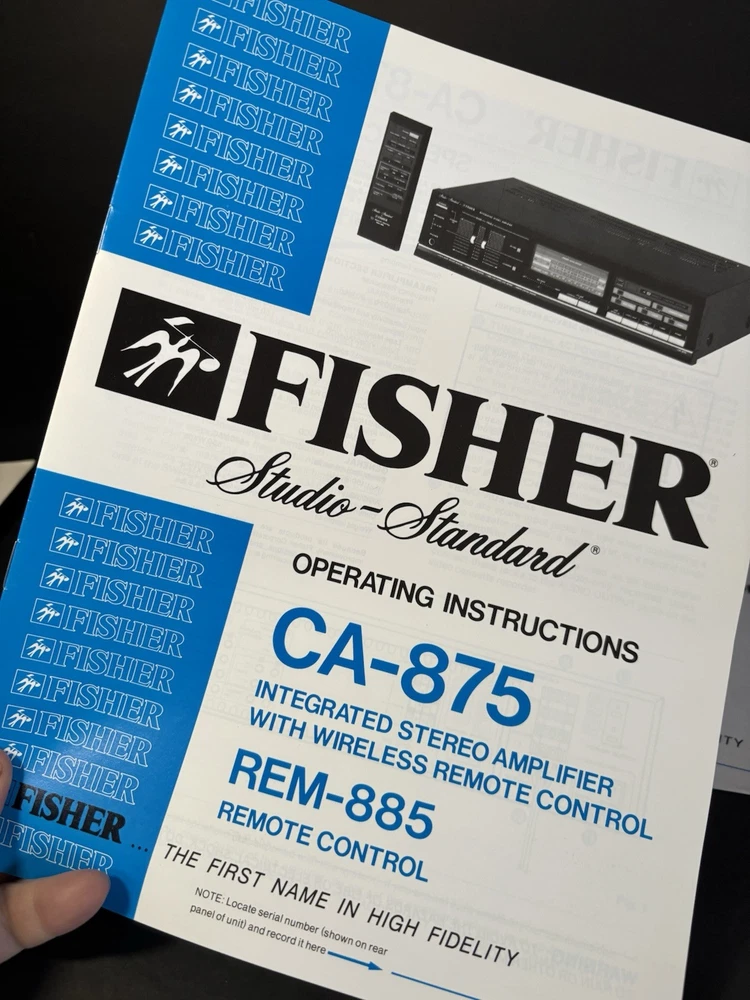 FISHER
FISHER
FISHER
FISHER
FISHER
FISHER
FISHER
FISHER
FISHER®
Studio-Standard®
OPERATING INSTRUCTIONS
CA-875
INTEGRATED STEREO AMPLIFIER
WITH WIRELESS REMOTE CONTROL
REM-885
REMOTE CONTROL
FISHER
FISHER
FISHER
FISHER
FISHER
FISHER
FISHER
FISHER
FISHER...
FISHER
THE FIRST NAME IN HIGH FIDELITY
NOTE: Locate serial number (shown on rear
panel of unit) and record it here